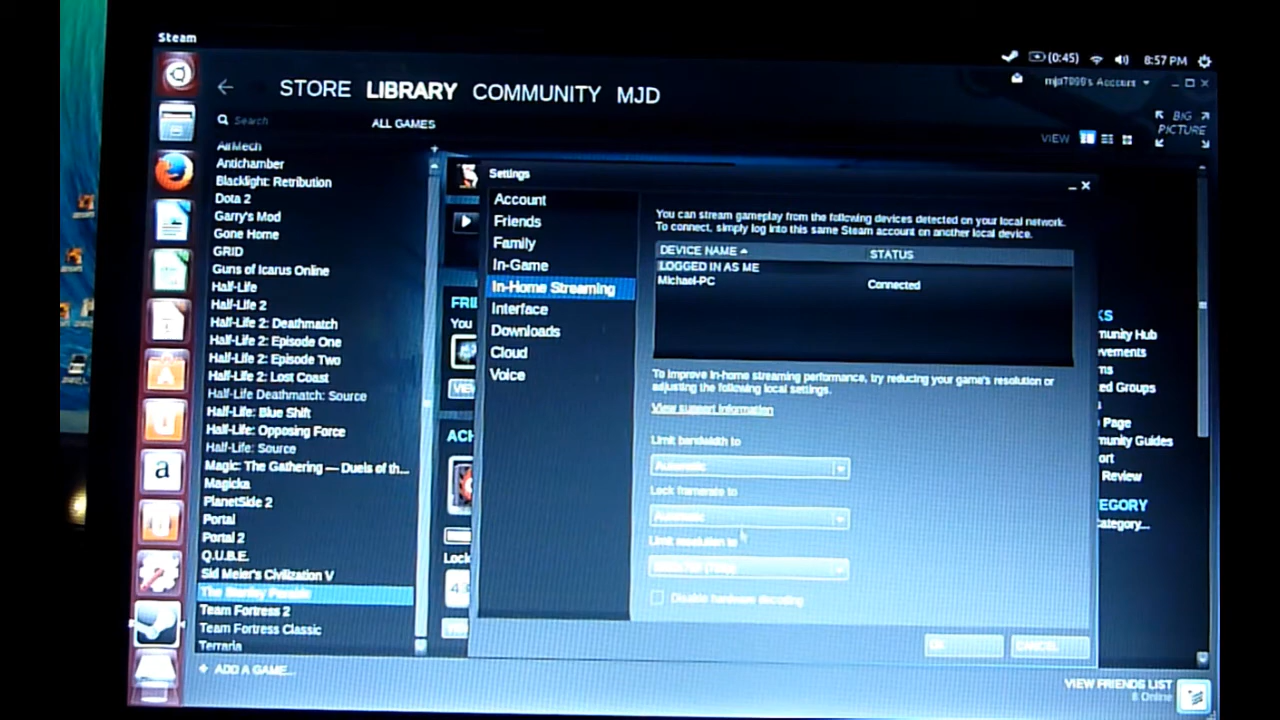 Steam
(0:45)
8:57 PM
STORE LIBRARY COMMUNITY MJD
mjd7999's Account
Search
ALL GAMES
VIEW
BIG
PICTURE
AirMech
Antichamber
Blacklight: Retribution
Dota 2
Garry's Mod
Gone Home
GRID
Guns of Icarus Online
Half-Life
Half-Life 2
Half-Life 2: Deathmatch
Half-Life 2: Episode One
Half-Life 2: Episode Two
Half-Life 2: Lost Coast
Half-Life Deathmatch: Source
Half-Life: Blue Shift
Half-Life: Opposing Force
Half-Life: Source
Magic: The Gathering — Duels of th...
Magicka
PlanetSide 2
Portal
Portal 2
Q.U.B.E.
Sid Meier's Civilization V
The Stanley Parable
Team Fortress 2
Team Fortress Classic
Terraria
+ ADD A GAME...
Settings
Account
Friends
Family
In-Game
In-Home Streaming
Interface
Downloads
Cloud
Voice
You can stream gameplay from the following devices detected on your local network.
To connect, simply log into this same Steam account on another local device.
DEVICE NAME
STATUS
LOGGED IN AS ME
Michael-PC
Connected
To improve in-home streaming performance, try reducing your game's resolution or
adjusting the following local settings.
View support information
Limit bandwidth to
Automatic
Lock framerate to
Automatic
Limit resolution to
Disable hardware decoding
OK
CANCEL
FRI
You
VIE
ACH
Lock
43
KS
munity Hub
evements
ms
ed Groups
s
Page
munity Guides
ort
Review
EGORY
ategory...
VIEW FRIENDS LIST
8 Online
a